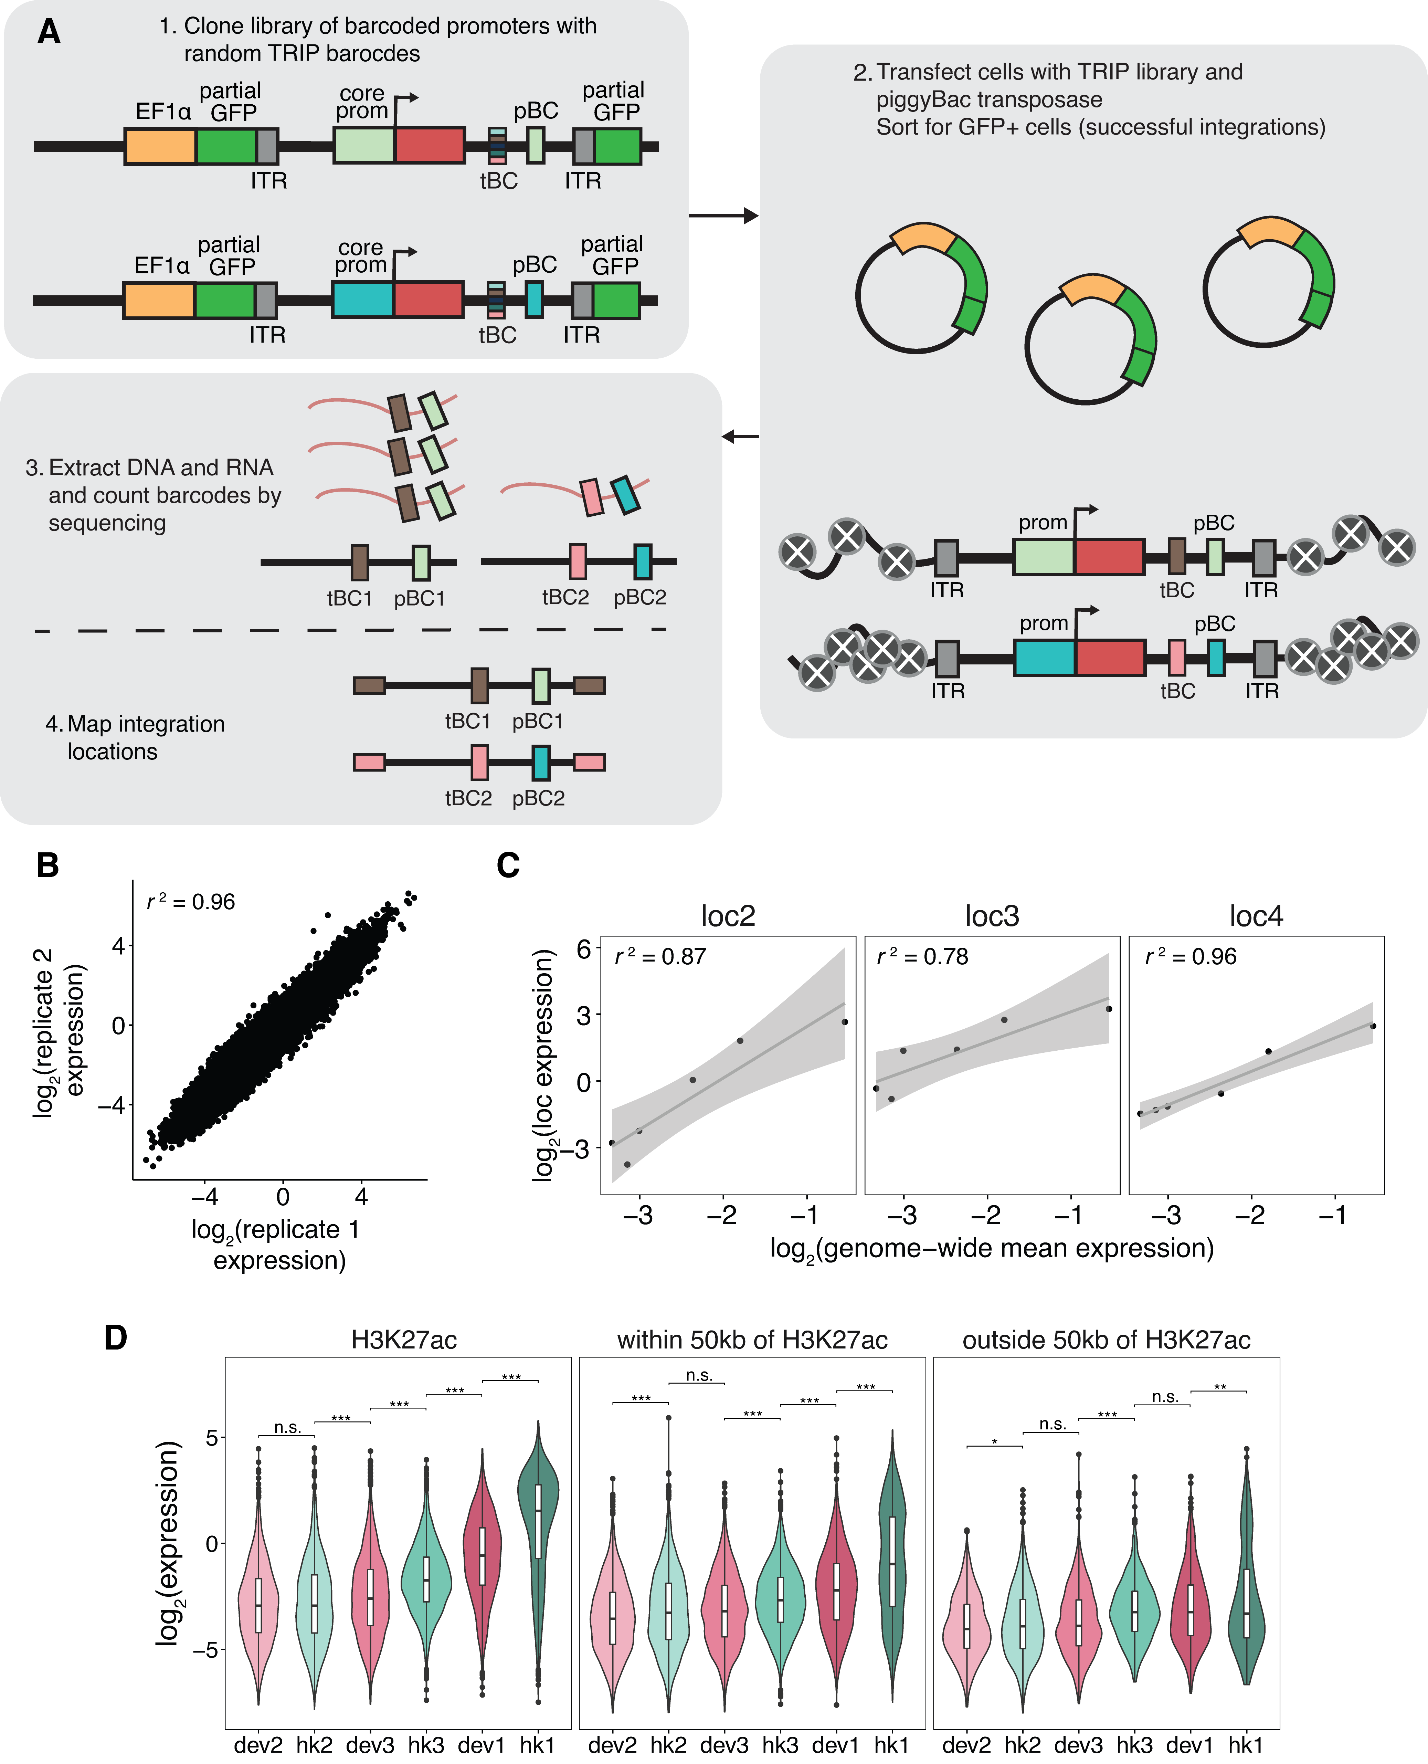 A
1. Clone library of barcoded promoters with
random TRIP barocdes
EF1α
partial
GFP
ITR
core
prom
tBC
pBC
ITR
partial
GFP
EF1α
partial
GFP
ITR
core
prom
tBC
pBC
ITR
partial
GFP
2. Transfect cells with TRIP library and
piggyBac transposase
Sort for GFP+ cells (successful integrations)
ITR
prom
tBC
pBC
ITR
ITR
prom
tBC
pBC
ITR
3. Extract DNA and RNA
and count barcodes by
sequencing
tBC1 pBC1 tBC2 pBC2
4. Map integration
locations
tBC1 pBC1
tBC2 pBC2
B
r² = 0.96
log₂(replicate 2
expression)
4
0
−4
−4 0 4
log₂(replicate 1
expression)
C
loc2 loc3 loc4
r² = 0.87 r² = 0.78 r² = 0.96
log₂(loc expression)
6
3
0
−3
−3 −2 −1 −3 −2 −1 −3 −2 −1
log₂(genome−wide mean expression)
D
H3K27ac within 50kb of H3K27ac outside 50kb of H3K27ac
n.s. *** *** *** ***
*** n.s. *** *** ***
* n.s. *** n.s. **
log₂(expression)
5
0
−5
dev2 hk2 dev3 hk3 dev1 hk1 dev2 hk2 dev3 hk3 dev1 hk1 dev2 hk2 dev3 hk3 dev1 hk1